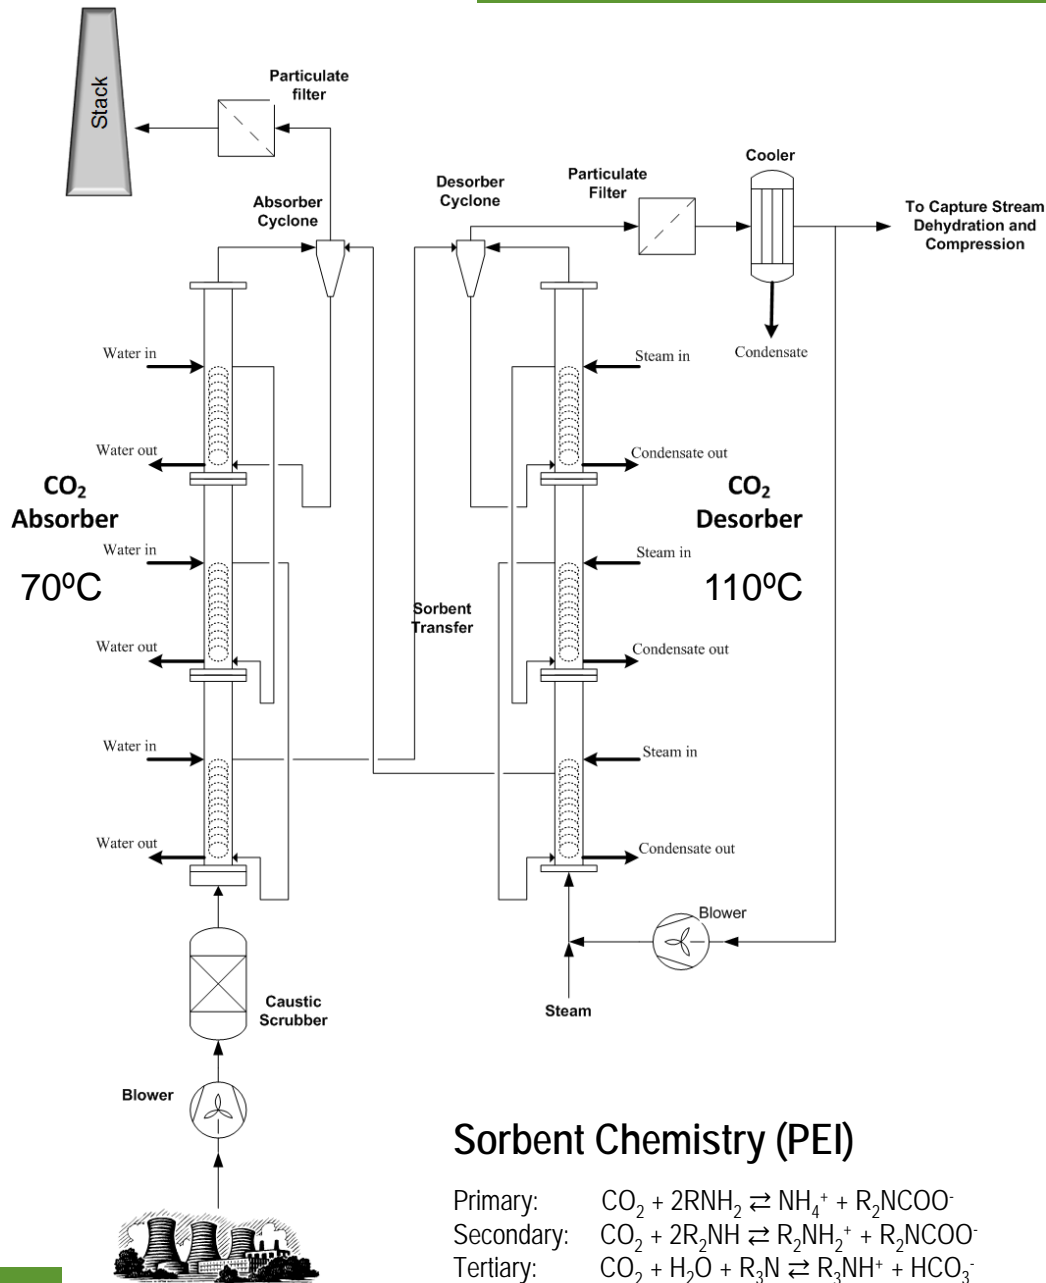 Stack
Particulate
filter
Absorber
Cyclone
Desorber
Cyclone
Particulate
Filter
Cooler
To Capture Stream
Dehydration and
Compression
Condensate
Water in
Water out
Steam in
Condensate out
CO₂
Absorber
70ºC
CO₂
Desorber
110ºC
Water in
Water out
Steam in
Condensate out
Sorbent
Transfer
Water in
Water out
Steam in
Condensate out
Blower
Steam
Caustic
Scrubber
Blower
Sorbent Chemistry (PEI)
Primary: CO₂ + 2RNH₂ ⇄ NH₄⁺ + R₂NCOO⁻
Secondary: CO₂ + 2R₂NH ⇄ R₂NH₂⁺ + R₂NCOO⁻
Tertiary: CO₂ + H₂O + R₃N ⇄ R₃NH⁺ + HCO₃⁻